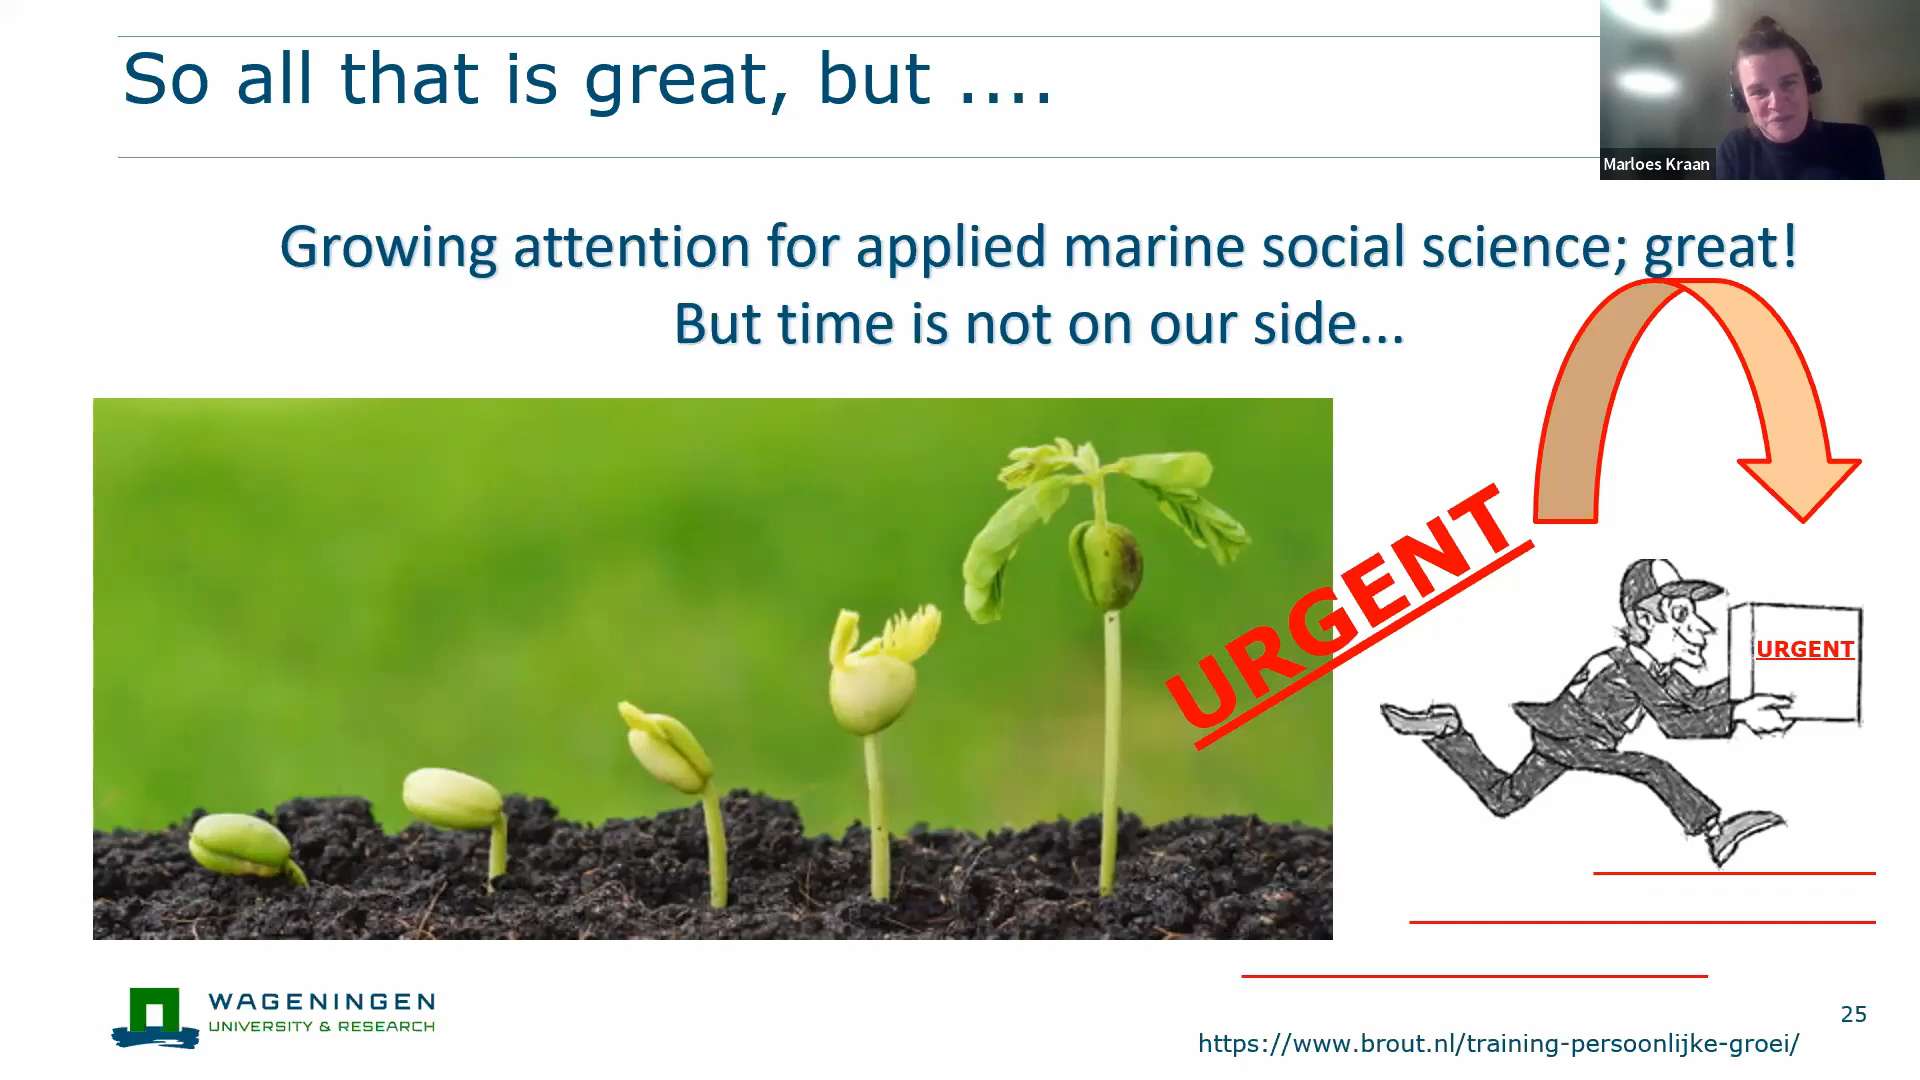 So all that is great, but ....
Marloes Kraan
Growing attention for applied marine social science; great!
But time is not on our side...
URGENT
URGENT
WAGENINGEN
UNIVERSITY & RESEARCH
25
https://www.brout.nl/training-persoonlijke-groei/